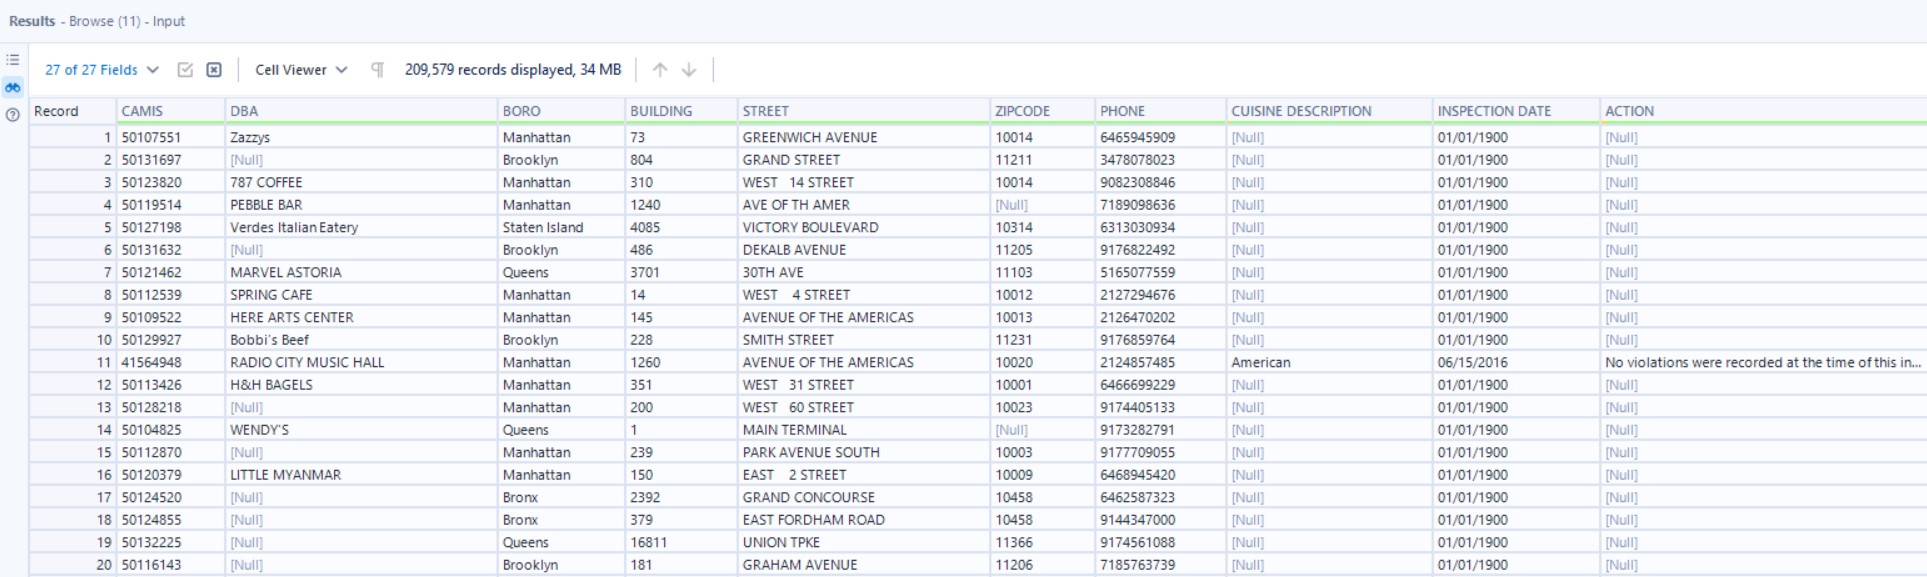 Results - Browse (11) - Input
27 of 27 Fields Cell Viewer 209,579 records displayed, 34 MB
Record CAMIS DBA BORO BUILDING STREET ZIPCODE PHONE CUISINE DESCRIPTION INSPECTION DATE ACTION
1 50107551 Zazzys Manhattan 73 GREENWICH AVENUE 10014 6465945909 [Null] 01/01/1900 [Null]
2 50131697 [Null] Brooklyn 804 GRAND STREET 11211 3478078023 [Null] 01/01/1900 [Null]
3 50123820 787 COFFEE Manhattan 310 WEST   14 STREET 10014 9082308846 [Null] 01/01/1900 [Null]
4 50119514 PEBBLE BAR Manhattan 1240 AVE OF TH AMER [Null] 7189098636 [Null] 01/01/1900 [Null]
5 50127198 Verdes Italian Eatery Staten Island 4085 VICTORY BOULEVARD 10314 6313030934 [Null] 01/01/1900 [Null]
6 50131632 [Null] Brooklyn 486 DEKALB AVENUE 11205 9176822492 [Null] 01/01/1900 [Null]
7 50121462 MARVEL ASTORIA Queens 3701 30TH AVE 11103 5165077559 [Null] 01/01/1900 [Null]
8 50112539 SPRING CAFE Manhattan 14 WEST    4 STREET 10012 2127294676 [Null] 01/01/1900 [Null]
9 50109522 HERE ARTS CENTER Manhattan 145 AVENUE OF THE AMERICAS 10013 2126470202 [Null] 01/01/1900 [Null]
10 50129927 Bobbi's Beef Brooklyn 228 SMITH STREET 11231 9176859764 [Null] 01/01/1900 [Null]
11 41564948 RADIO CITY MUSIC HALL Manhattan 1260 AVENUE OF THE AMERICAS 10020 2124857485 American 06/15/2016 No violations were recorded at the time of this in...
12 50113426 H&H BAGELS Manhattan 351 WEST   31 STREET 10001 6466699229 [Null] 01/01/1900 [Null]
13 50128218 [Null] Manhattan 200 WEST   60 STREET 10023 9174405133 [Null] 01/01/1900 [Null]
14 50104825 WENDY'S Queens 1 MAIN TERMINAL [Null] 9173282791 [Null] 01/01/1900 [Null]
15 50112870 [Null] Manhattan 239 PARK AVENUE SOUTH 10003 9177709055 [Null] 01/01/1900 [Null]
16 50120379 LITTLE MYANMAR Manhattan 150 EAST    2 STREET 10009 6468945420 [Null] 01/01/1900 [Null]
17 50124520 [Null] Bronx 2392 GRAND CONCOURSE 10458 6462587323 [Null] 01/01/1900 [Null]
18 50124855 [Null] Bronx 379 EAST FORDHAM ROAD 10458 9144347000 [Null] 01/01/1900 [Null]
19 50132225 [Null] Queens 16811 UNION TPKE 11366 9174561088 [Null] 01/01/1900 [Null]
20 50116143 [Null] Brooklyn 181 GRAHAM AVENUE 11206 7185763739 [Null] 01/01/1900 [Null]